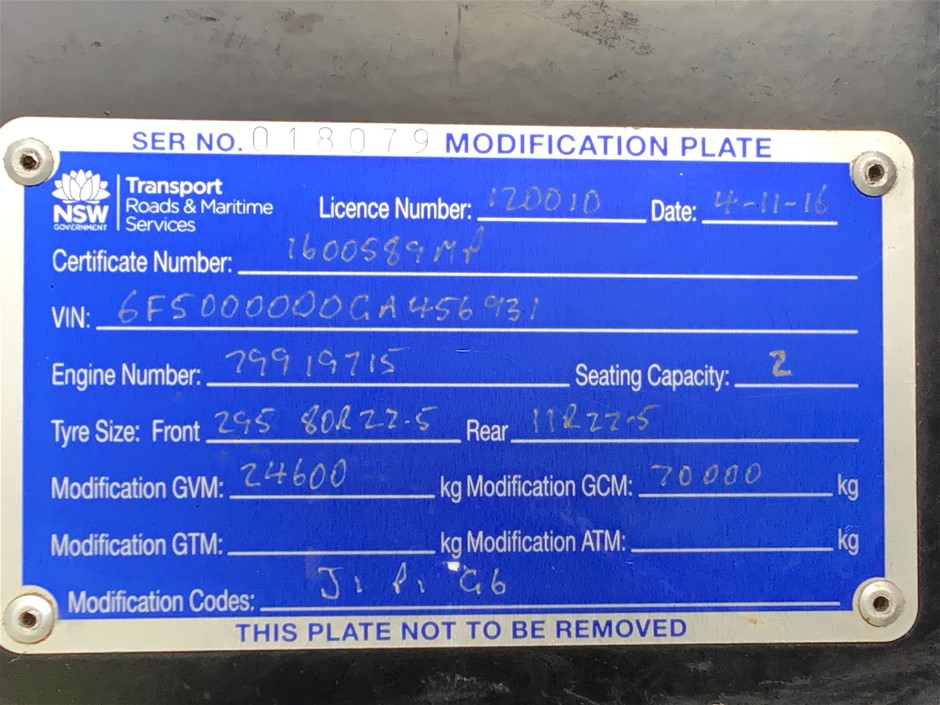 SER NO. 018079 MODIFICATION PLATE
NSW GOVERNMENT
Transport
Roads & Maritime
Services
Licence Number: 120010 Date: 4-11-16
Certificate Number: 1600589MP
VIN: 6F5000000GA456931
Engine Number: 79919715 Seating Capacity: 2
Tyre Size: Front 295 80R22-5 Rear 11R22-5
Modification GVM: 24600 kg Modification GCM: 70000 kg
Modification GTM: kg Modification ATM: kg
Modification Codes: J1 P1 G6
THIS PLATE NOT TO BE REMOVED